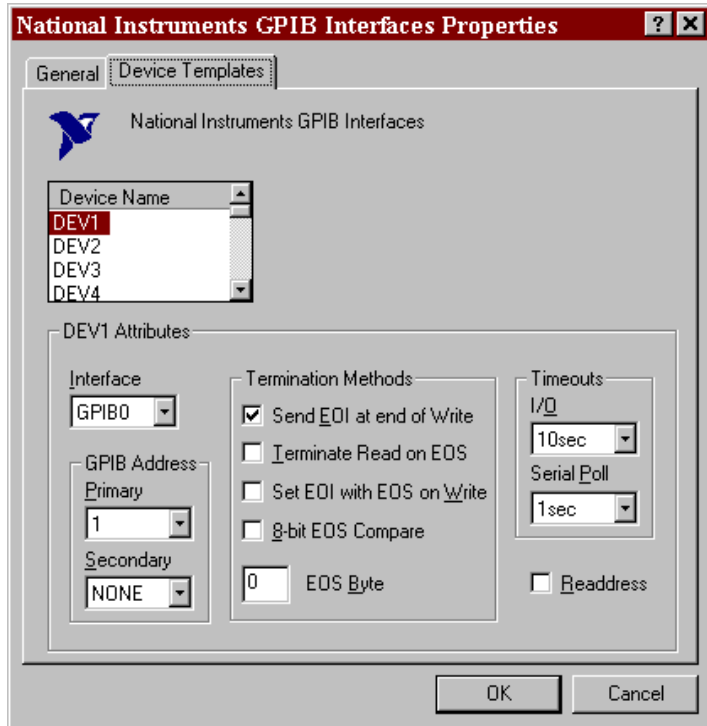 National Instruments GPIB Interfaces Properties
General
Device Templates
National Instruments GPIB Interfaces
Device Name
DEV1
DEV2
DEV3
DEV4
DEV1 Attributes
Interface
GPIB0
GPIB Address
Primary
1
Secondary
NONE
Termination Methods
Send EOI at end of Write
Terminate Read on EOS
Set EOI with EOS on Write
8-bit EOS Compare
0 EOS Byte
Timeouts
I/O
10sec
Serial Poll
1sec
Readdress
OK
Cancel